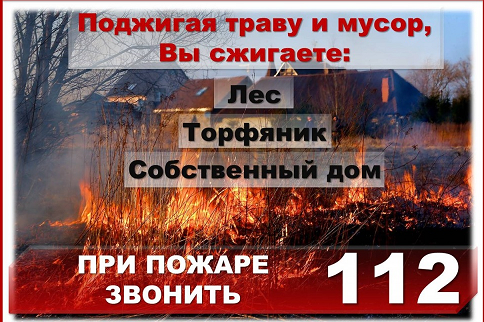 Поджигая траву и мусор,
Вы сжигаете:
Лес
Торфяник
Собственный дом
ПРИ ПОЖАРЕ
ЗВОНИТЬ
112